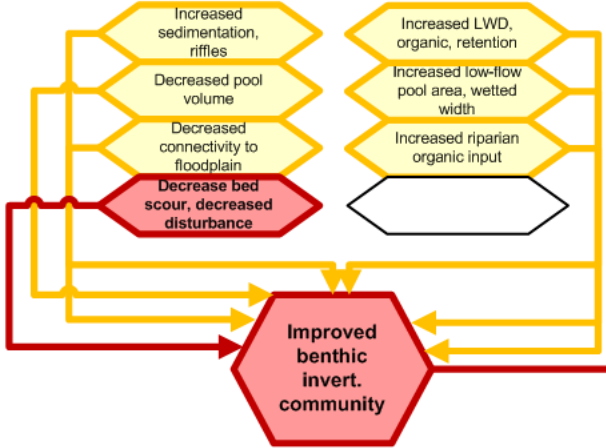 Increased
sedimentation,
riffles
Decreased pool
volume
Decreased
connectivity to
floodplain
Decrease bed
scour, decreased
disturbance
Increased LWD,
organic, retention
Increased low-flow
pool area, wetted
width
Increased riparian
organic input
Improved
benthic
invert.
community